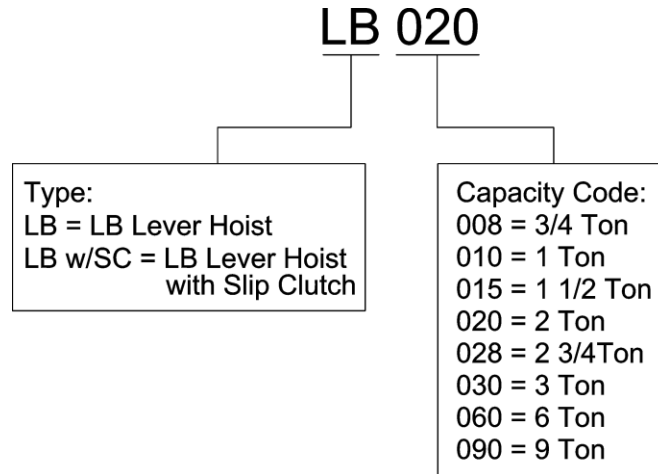 LB 020
Type:
LB = LB Lever Hoist
LB w/SC = LB Lever Hoist
with Slip Clutch
Capacity Code:
008 = 3/4 Ton
010 = 1 Ton
015 = 1 1/2 Ton
020 = 2 Ton
028 = 2 3/4Ton
030 = 3 Ton
060 = 6 Ton
090 = 9 Ton